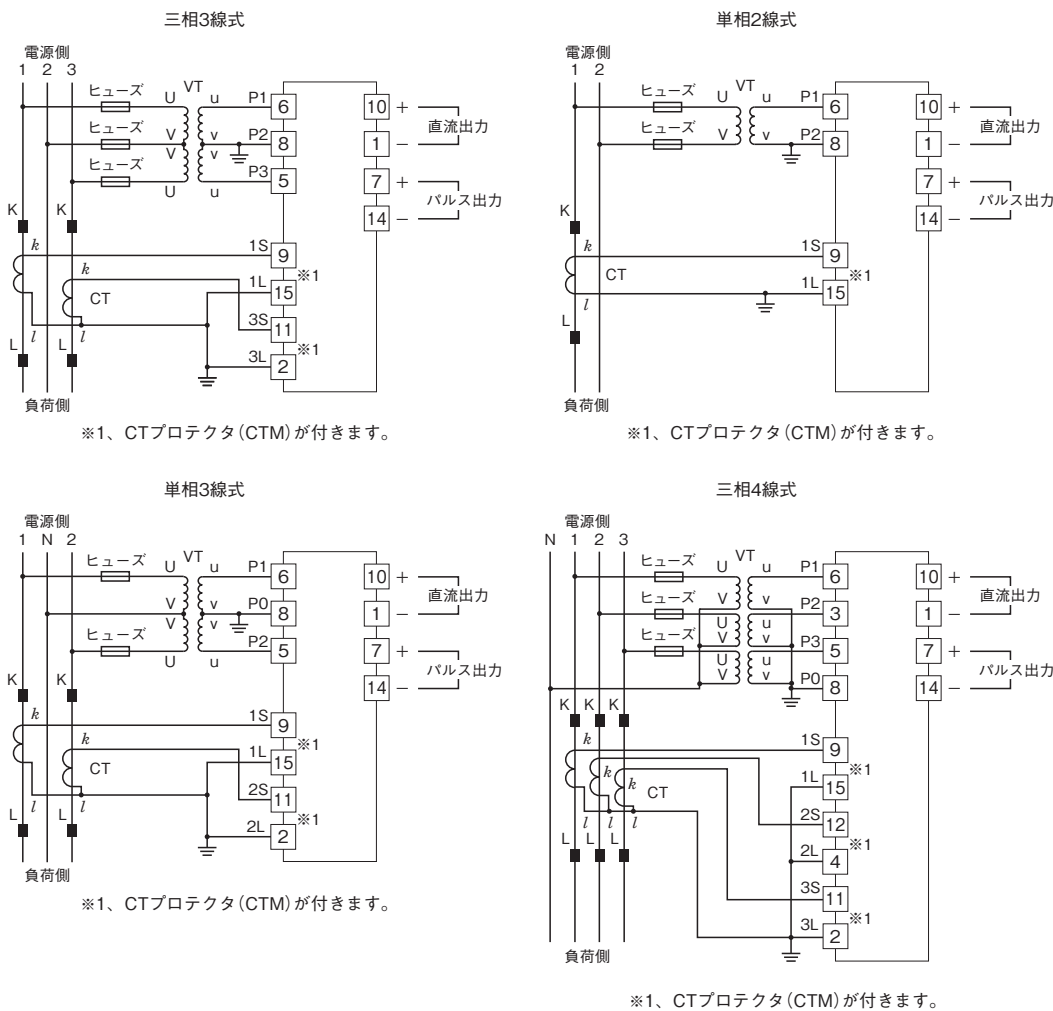 三相3線式
電源側
1 2 3
ヒューズ U VT u P1 6 10 +
直流出力
ヒューズ V v P2 8 1 −
V v
ヒューズ P3 5 7 +
U u
パルス出力
14 −
K K
k 1S 9
※1
k 1L 15
CT
3S 11
l l
※1
L L 3L 2
負荷側
※1、CTプロテクタ(CTM)が付きます。
単相2線式
電源側
1 2
ヒューズ U VT u P1 6 10 +
直流出力
ヒューズ V v P2 8 1 −
7 +
パルス出力
14 −
K
k 1S 9
※1
CT
l 1L 15
L
負荷側
※1、CTプロテクタ(CTM)が付きます。
単相3線式
電源側
1 N 2
ヒューズ U VT u P1 6 10 +
直流出力
V v P0 8 1 −
V v
ヒューズ P2 5 7 +
U u
パルス出力
14 −
K K
k 1S 9
※1
k 1L 15
CT
2S 11
l l
※1
L L 2L 2
負荷側
※1、CTプロテクタ(CTM)が付きます。
三相4線式
電源側
N 1 2 3
ヒューズ U VT u P1 6 10 +
直流出力
V v
ヒューズ U u P2 3 1 −
V v
ヒューズ U u P3 5 7 +
パルス出力
V v P0 8 14 −
K K K
k 1S 9
※1
k k 1L 15
CT
l l l 2S 12
※1
L L L 2L 4
3S 11
※1
3L 2
負荷側
※1、CTプロテクタ(CTM)が付きます。